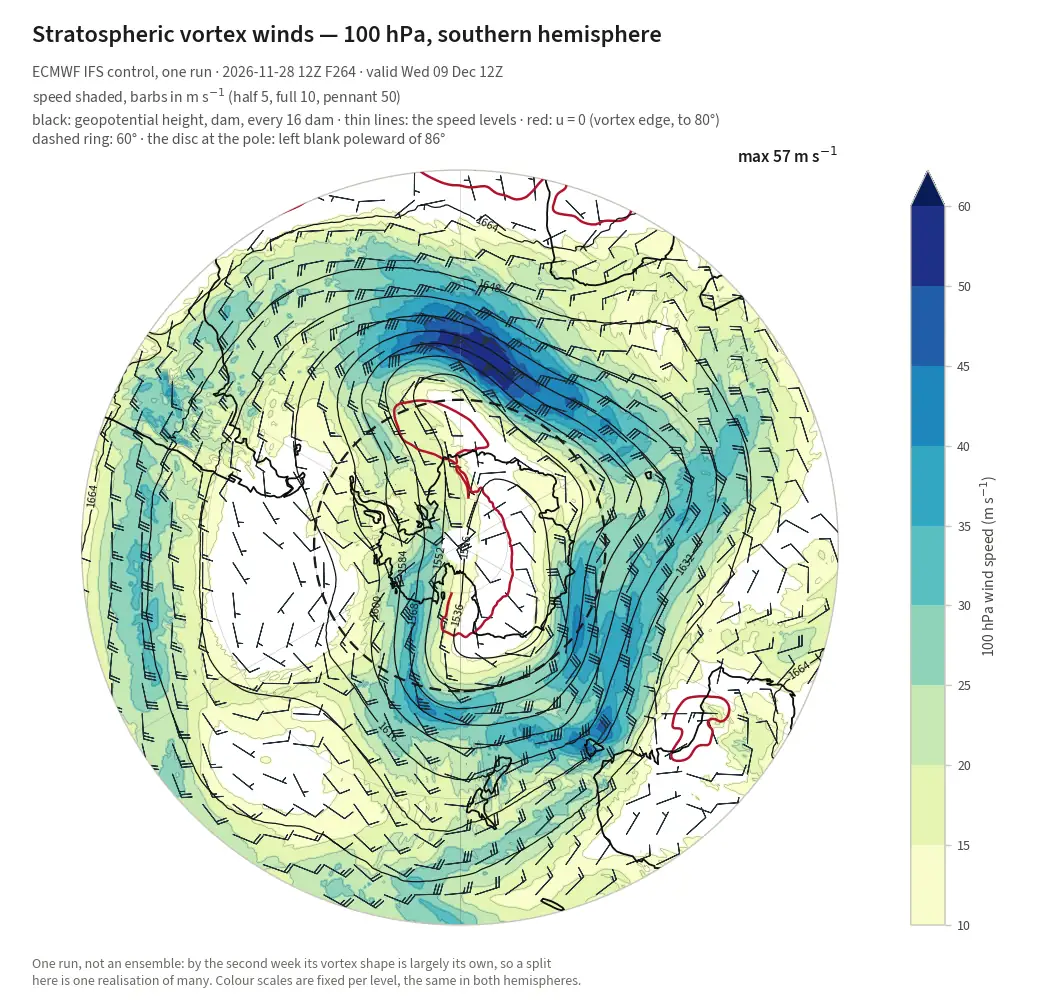 Stratospheric vortex winds — 100 hPa, southern hemisphere
ECMWF IFS control, one run · 2026-11-28 12Z F264 · valid Wed 09 Dec 12Z
speed shaded, barbs in m s⁻¹ (half 5, full 10, pennant 50)
black: geopotential height, dam, every 16 dam · thin lines: the speed levels · red: u = 0 (vortex edge, to 80°)
dashed ring: 60° · the disc at the pole: left blank poleward of 86°
max 57 m s⁻¹
1664
1648
1664
1632
1584
1552
1536
1600
1568
1536
1616
1664
60
50
45
40
35
30
25
20
15
10
100 hPa wind speed (m s⁻¹)
One run, not an ensemble: by the second week its vortex shape is largely its own, so a split
here is one realisation of many. Colour scales are fixed per level, the same in both hemispheres.